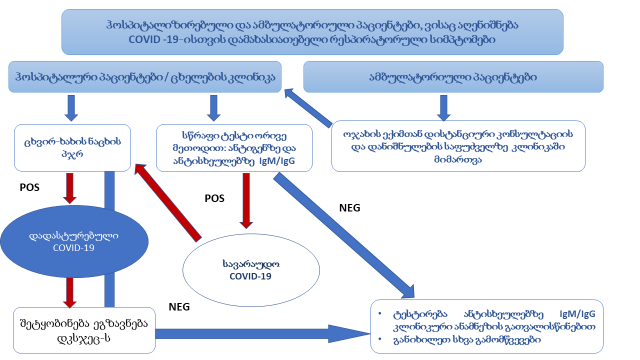 ჰოსპიტალიზირებული და ამბულატორიული პაციენტები, ვისაც აღენიშნება
COVID -19-ისთვის დამახასიათებელი რესპირატორული სიმპტომები
ჰოსპიტალური პაციენტები / ცხელების კლინიკა
ამბულატორიული პაციენტები
ცხვირ-ხახის ნაცხის
პჯრ
სწრაფი ტესტი ორივე
მეთოდით: ანტიგენზე და
ანტისხეულებზე IgM/IgG
ოჯახის ექიმთან დისტანციური კონსულტაციის
და დანიშნულების საფუძველზე კლინიკაში
მიმართვა
POS
POS
NEG
დადასტურებული
COVID-19
სავარაუდო
COVID-19
NEG
შეტყობინება ეგზავნება
დკსჯეც-ს
• ტესტირება ანტისხეულებზე IgM/IgG
კლინიკური ანამნეზის გათვალისწინებით
• განიხილეთ სხვა გამომწვევები